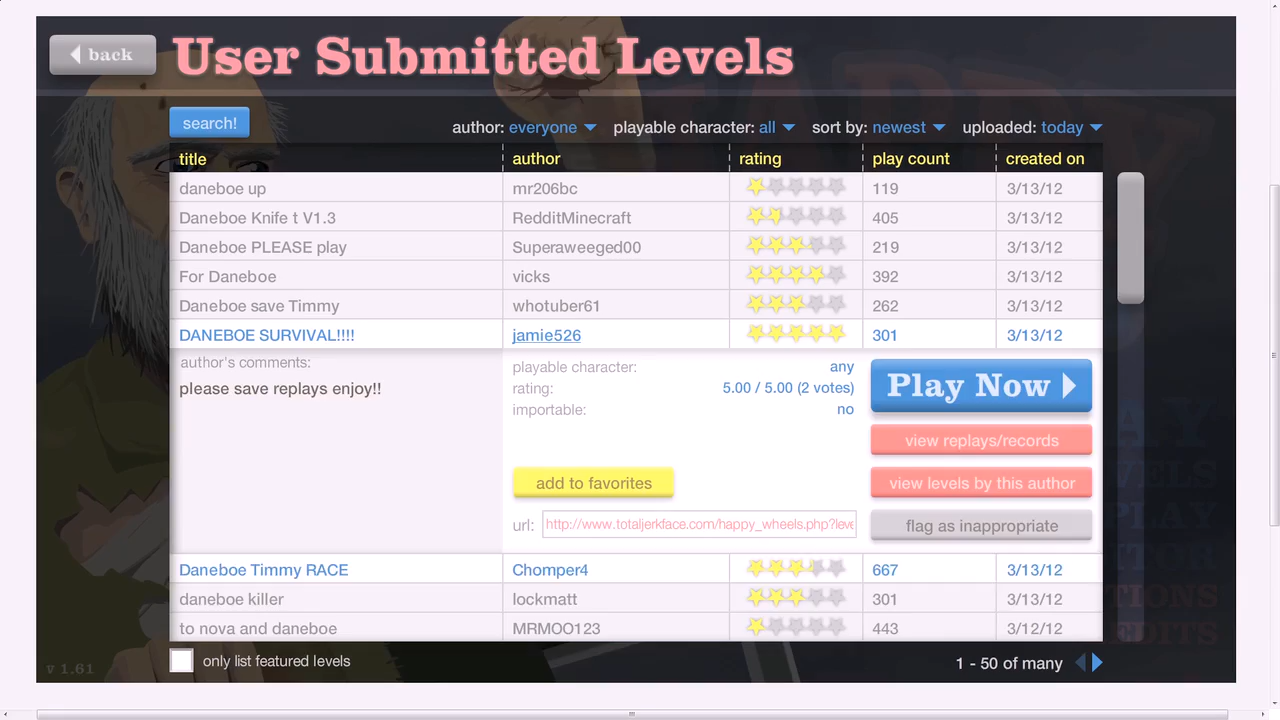 back
User Submitted Levels
search!
author: everyone playable character: all sort by: newest uploaded: today
title author rating play count created on
daneboe up mr206bc 119 3/13/12
Daneboe Knife t V1.3 RedditMinecraft 405 3/13/12
Daneboe PLEASE play Superaweeged00 219 3/13/12
For Daneboe vicks 392 3/13/12
Daneboe save Timmy whotuber61 262 3/13/12
DANEBOE SURVIVAL!!!! jamie526 301 3/13/12
author's comments:
please save replays enjoy!!
playable character: any
rating: 5.00 / 5.00 (2 votes)
importable: no
add to favorites
url: http://www.totaljerkface.com/happy_wheels.php?leve
Play Now
view replays/records
view levels by this author
flag as inappropriate
Daneboe Timmy RACE Chomper4 667 3/13/12
daneboe killer lockmatt 301 3/13/12
to nova and daneboe MRMOO123 443 3/12/12
only list featured levels
1 - 50 of many
v 1.61